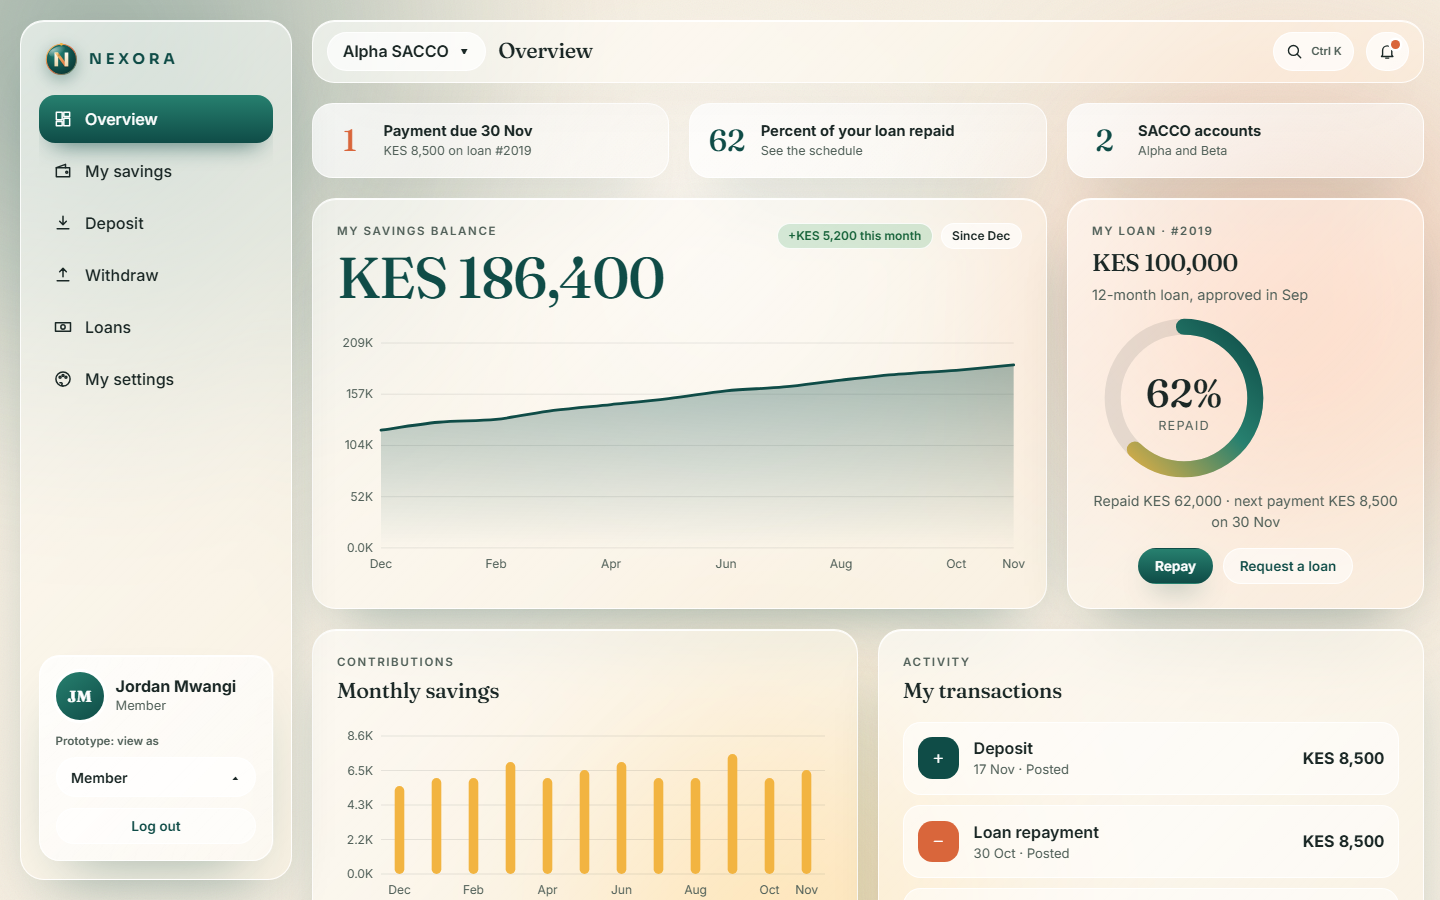 N NEXORA
Overview
My savings
Deposit
Withdraw
Loans
My settings
JM
Jordan Mwangi
Member
Prototype: view as
Member
Log out
Alpha SACCO
Overview
Ctrl K
1
Payment due 30 Nov
KES 8,500 on loan #2019
62
Percent of your loan repaid
See the schedule
2
SACCO accounts
Alpha and Beta
MY SAVINGS BALANCE
+KES 5,200 this month
Since Dec
KES 186,400
209K
157K
104K
52K
0.0K
Dec Feb Apr Jun Aug Oct Nov
MY LOAN · #2019
KES 100,000
12-month loan, approved in Sep
62%
REPAID
Repaid KES 62,000 · next payment KES 8,500
on 30 Nov
Repay
Request a loan
CONTRIBUTIONS
Monthly savings
8.6K
6.5K
4.3K
2.2K
0.0K
Dec Feb Apr Jun Aug Oct Nov
ACTIVITY
My transactions
+
Deposit
17 Nov · Posted
KES 8,500
−
Loan repayment
30 Oct · Posted
KES 8,500